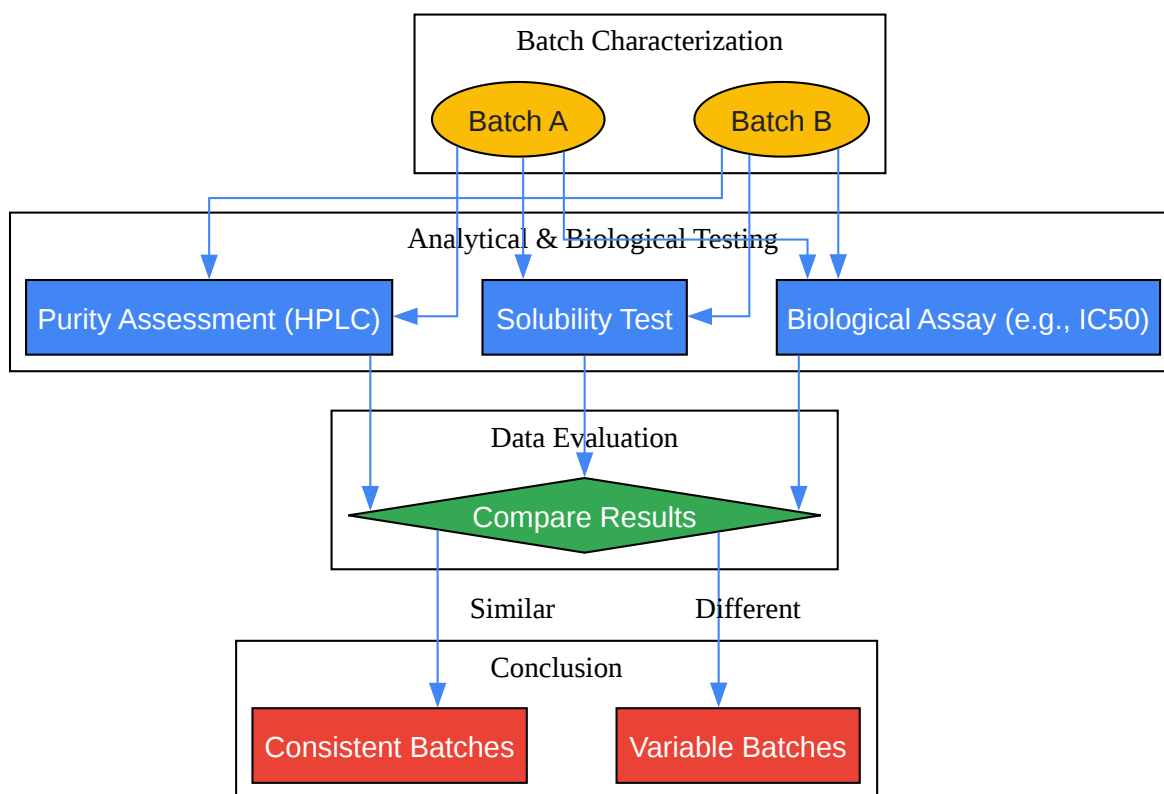 Batch Characterization
Batch A
Batch B
Analytical & Biological Testing
Purity Assessment (HPLC)
Solubility Test
Biological Assay (e.g., IC50)
Data Evaluation
Compare Results
Similar
Different
Conclusion
Consistent Batches
Variable Batches